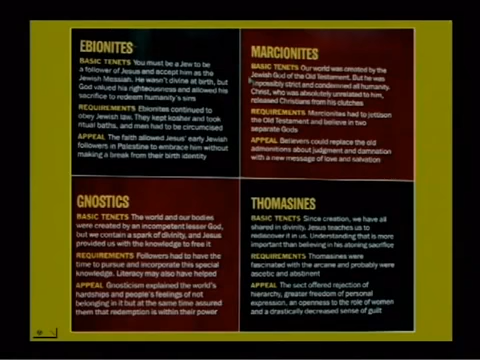 EBIONITES
BASIC TENETS You must be a Jew to be
a follower of Jesus and accept him as the
Jewish Messiah. He wasn't divine at birth, but
God valued his righteousness and allowed his
sacrifice to redeem humanity's sins
REQUIREMENTS Ebionites continued to
obey Jewish law. They kept kosher and took
ritual baths, and men had to be circumcised
APPEAL The faith allowed Jesus' early Jewish
followers in Palestine to embrace him without
making a break from their birth identity
MARCIONITES
BASIC TENETS Our world was created by the
Jewish God of the Old Testament. But he was
impossibly strict and condemned all humanity.
Christ, who was absolutely unrelated to him,
released Christians from his clutches
REQUIREMENTS Marcionites had to jettison
the Old Testament and believe in two
separate Gods
APPEAL Believers could replace the old
admonitions about judgment and damnation
with a new message of love and salvation
GNOSTICS
BASIC TENETS The world and our bodies
were created by an incompetent lesser God,
but we contain a spark of divinity, and Jesus
provided us with the knowledge to free it
REQUIREMENTS Followers had to have the
time to pursue and incorporate this special
knowledge. Literacy may also have helped
APPEAL Gnosticism explained the world's
hardships and people's feelings of not
belonging in it but at the same time assured
them that redemption is within their power
THOMASINES
BASIC TENETS Since creation, we have all
shared in divinity. Jesus teaches us to
rediscover it in us. Understanding that is more
important than believing in his atoning sacrifice
REQUIREMENTS Thomasines were
fascinated with the arcane and probably were
ascetic and abstinent
APPEAL The sect offered rejection of
hierarchy, greater freedom of personal
expression, an openness to the role of women
and a drastically decreased sense of guilt